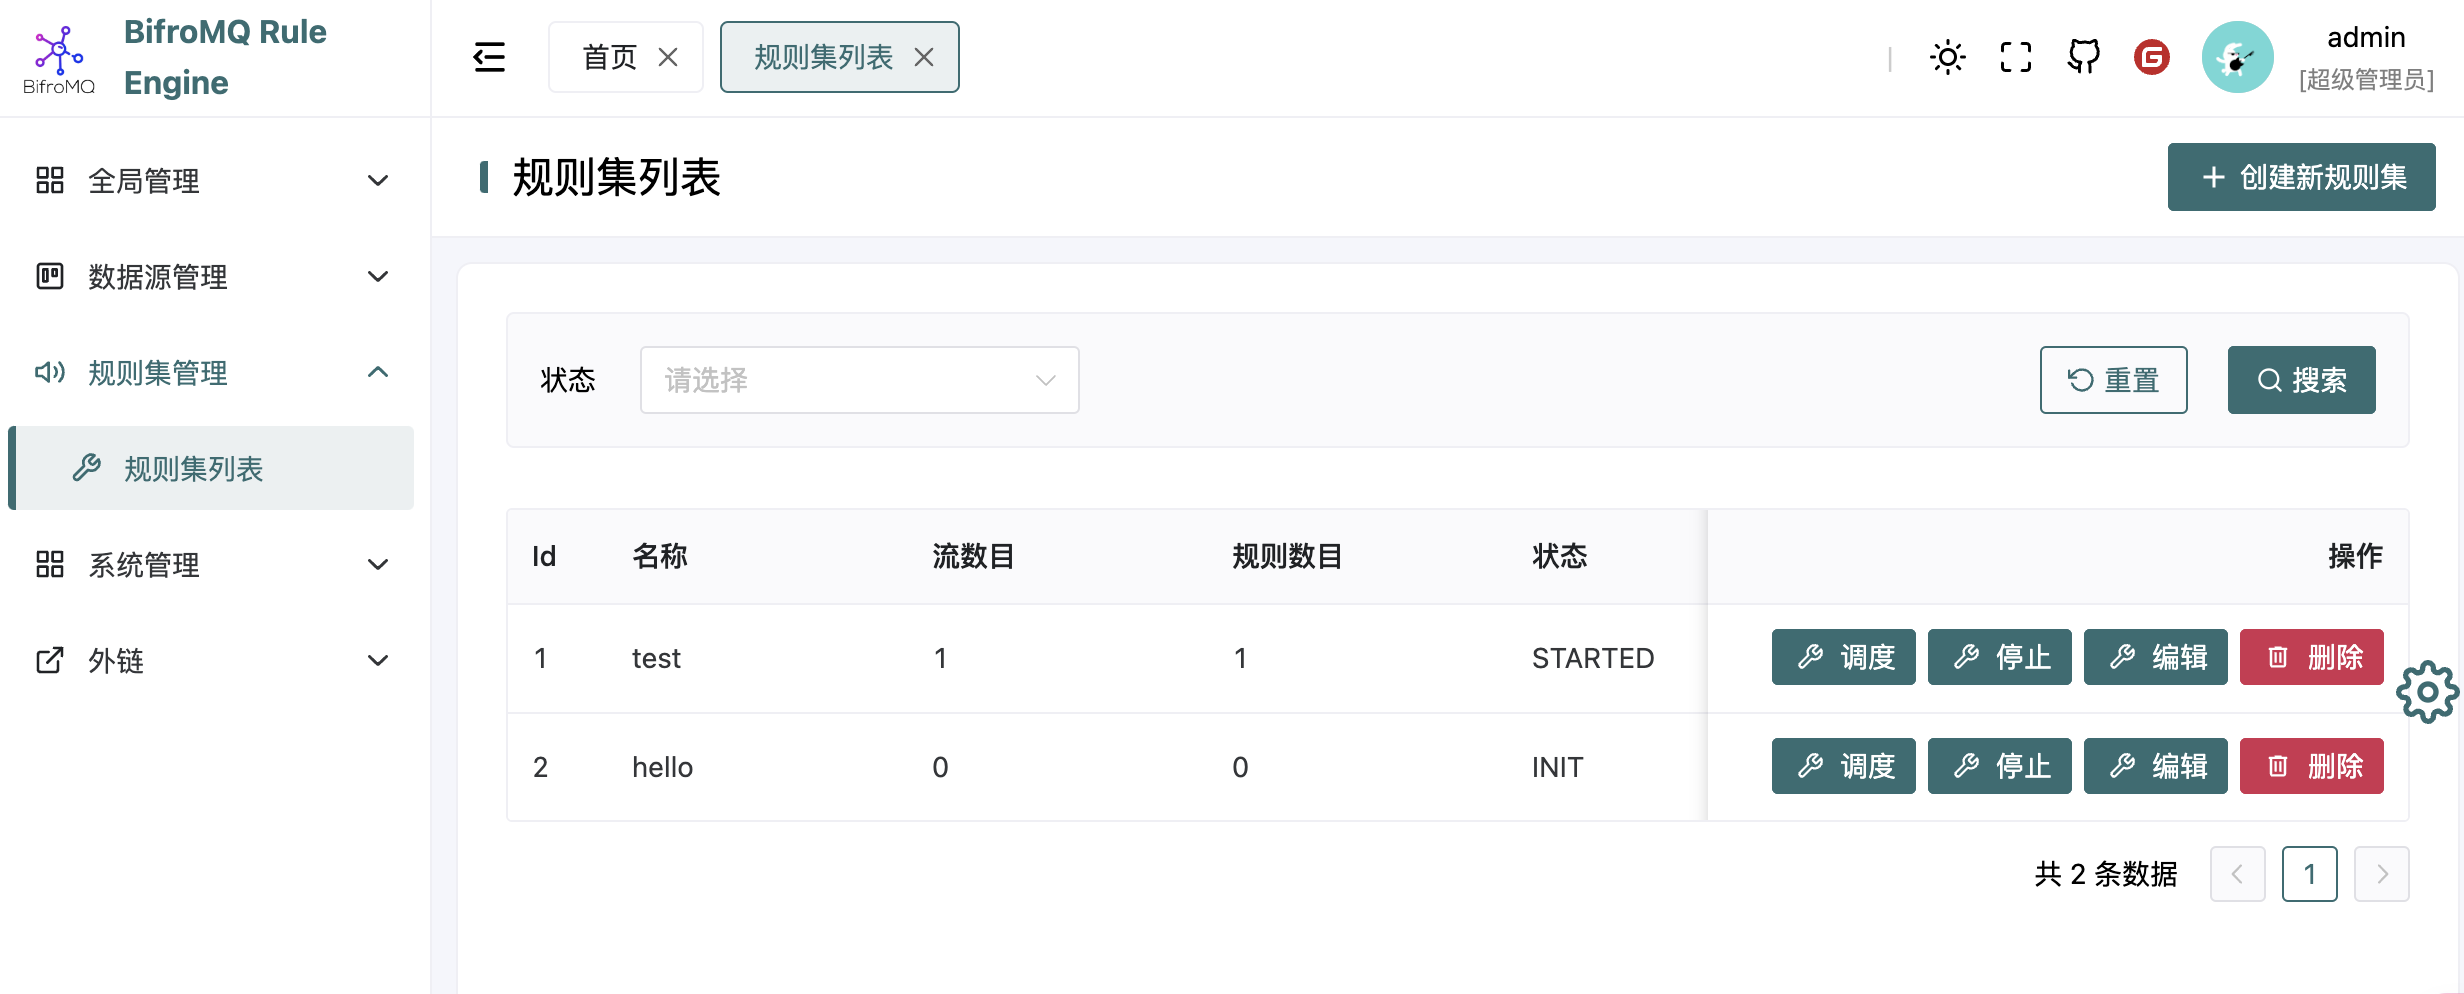 BifroMQ
BifroMQ Rule
Engine
首页
规则集列表
admin
[超级管理员]
全局管理
数据源管理
规则集管理
规则集列表
系统管理
外链
规则集列表
创建新规则集
状态 请选择 重置 搜索
Id 名称 流数目 规则数目 状态 操作
1 test 1 1 STARTED 调度 停止 编辑 删除
2 hello 0 0 INIT 调度 停止 编辑 删除
共 2 条数据 1